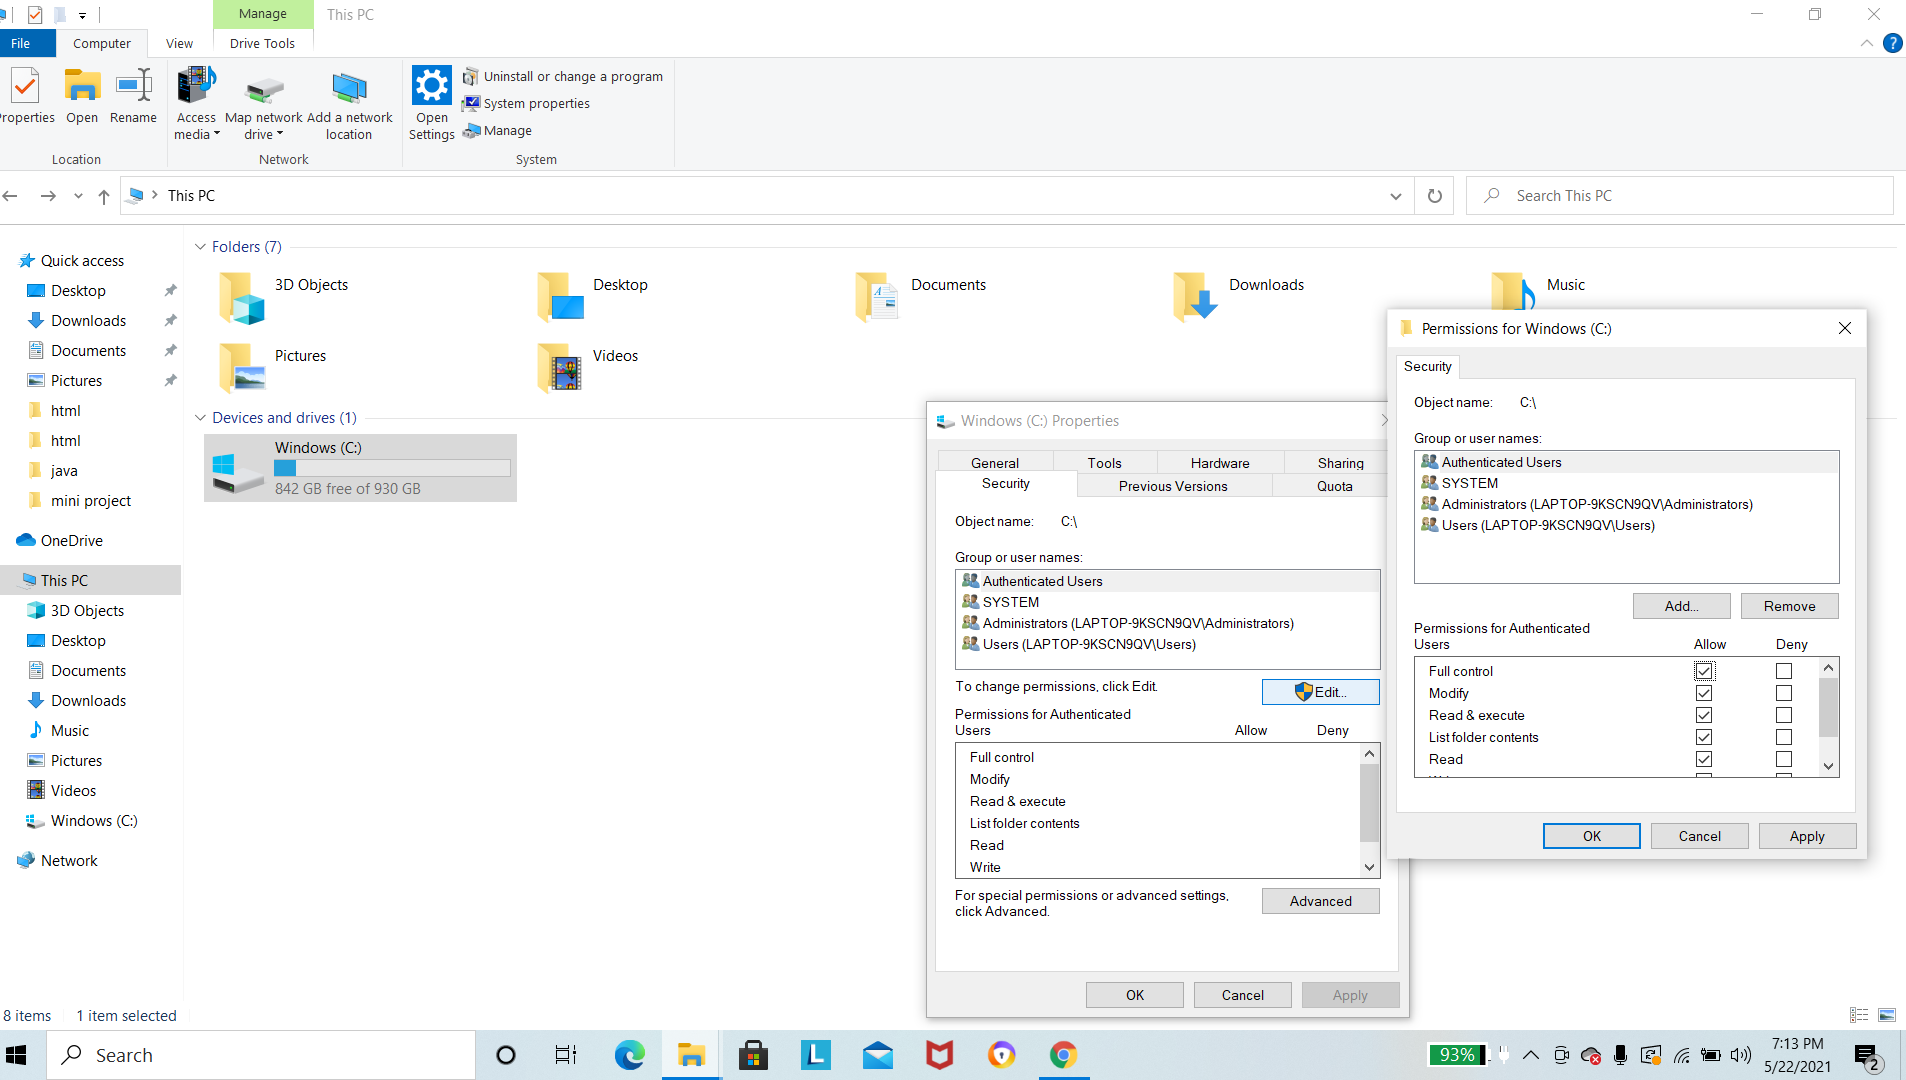 Manage
This PC
File
Computer
View
Drive Tools
roperties
Open
Rename
Access
media
Map network
drive
Add a network
location
Open
Settings
Uninstall or change a program
System properties
Manage
Location
Network
System
This PC
Search This PC
Quick access
Desktop
Downloads
Documents
Pictures
html
html
java
mini project
OneDrive
This PC
3D Objects
Desktop
Documents
Downloads
Music
Pictures
Videos
Windows (C:)
Network
Folders (7)
3D Objects
Desktop
Documents
Downloads
Music
Pictures
Videos
Devices and drives (1)
Windows (C:)
842 GB free of 930 GB
Windows (C:) Properties
General
Tools
Hardware
Sharing
Security
Previous Versions
Quota
Object name: C:\
Group or user names:
Authenticated Users
SYSTEM
Administrators (LAPTOP-9KSCN9QV\Administrators)
Users (LAPTOP-9KSCN9QV\Users)
To change permissions, click Edit.
Edit...
Permissions for Authenticated
Users
Allow
Deny
Full control
Modify
Read & execute
List folder contents
Read
Write
For special permissions or advanced settings,
click Advanced.
Advanced
OK
Cancel
Apply
Permissions for Windows (C:)
Security
Object name: C:\
Group or user names:
Authenticated Users
SYSTEM
Administrators (LAPTOP-9KSCN9QV\Administrators)
Users (LAPTOP-9KSCN9QV\Users)
Add...
Remove
Permissions for Authenticated
Users
Allow
Deny
Full control
Modify
Read & execute
List folder contents
Read
OK
Cancel
Apply
8 items
1 item selected
Search
L
93%
7:13 PM
5/22/2021
2